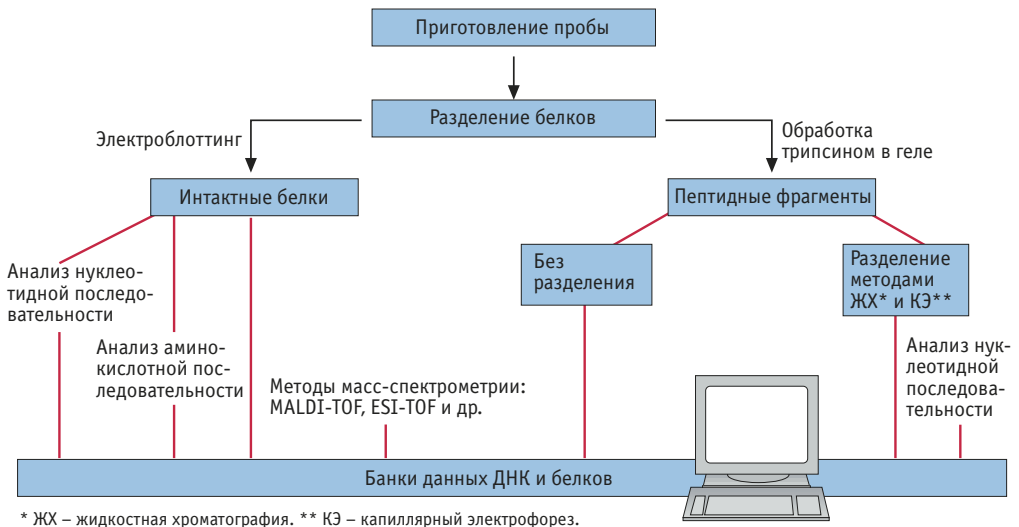 Приготовление пробы
Разделение белков
Электроблоттинг
Обработка
трипсином в геле
Интактные белки
Пептидные фрагменты
Без
разделения
Разделение
методами
ЖХ* и КЭ**
Анализ нуклео-
тидной последо-
вательности
Анализ амино-
кислотной пос-
ледовательности
Методы масс-спектрометрии:
MALDI-TOF, ESI-TOF и др.
Анализ нук-
леотидной
последова-
тельности
Банки данных ДНК и белков
* ЖХ – жидкостная хроматография. ** КЭ – капиллярный электрофорез.